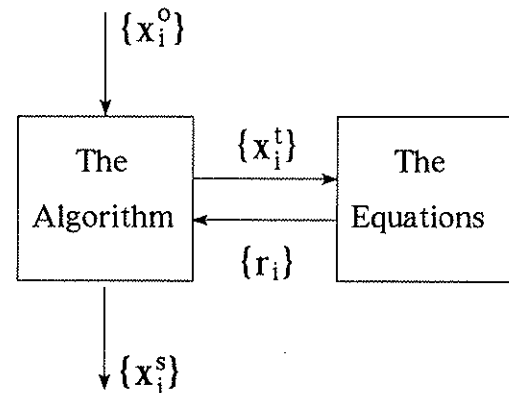 {x_i^o}
The
Algorithm
{x_i^t}
{r_i}
The
Equations
{x_i^s}